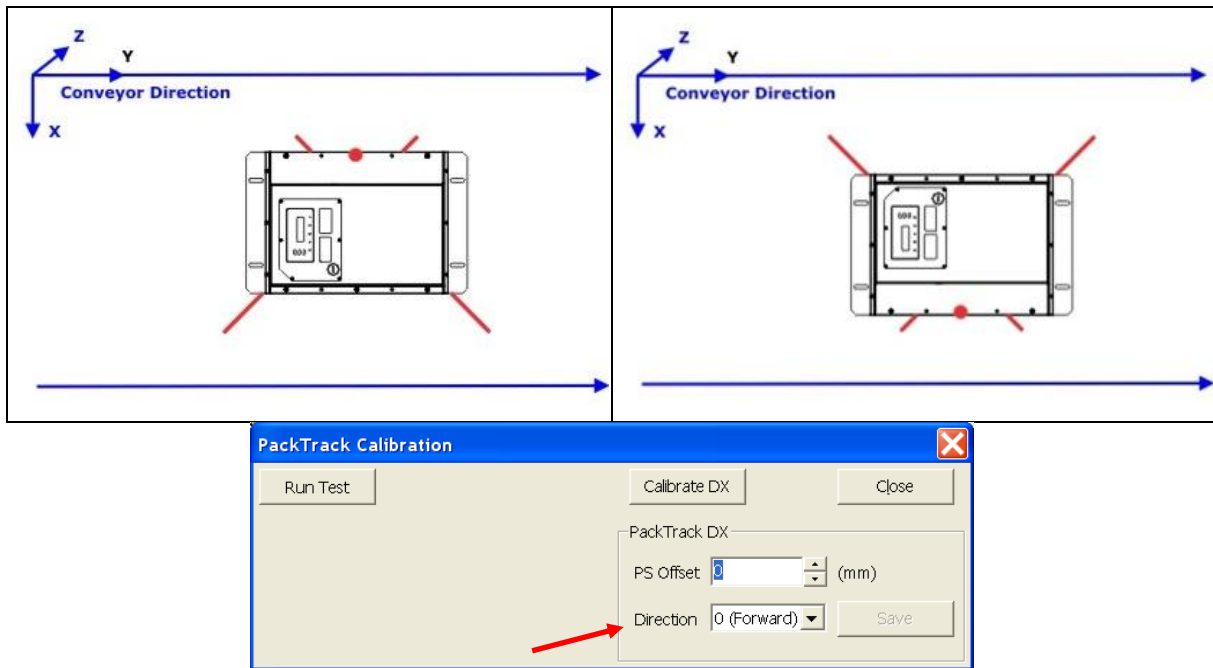 Z
Y
Conveyor Direction
X
Z
Y
Conveyor Direction
X
PackTrack Calibration
Run Test
Calibrate DX
Close
PackTrack DX
PS Offset 0 (mm)
Direction 0 (Forward) Save